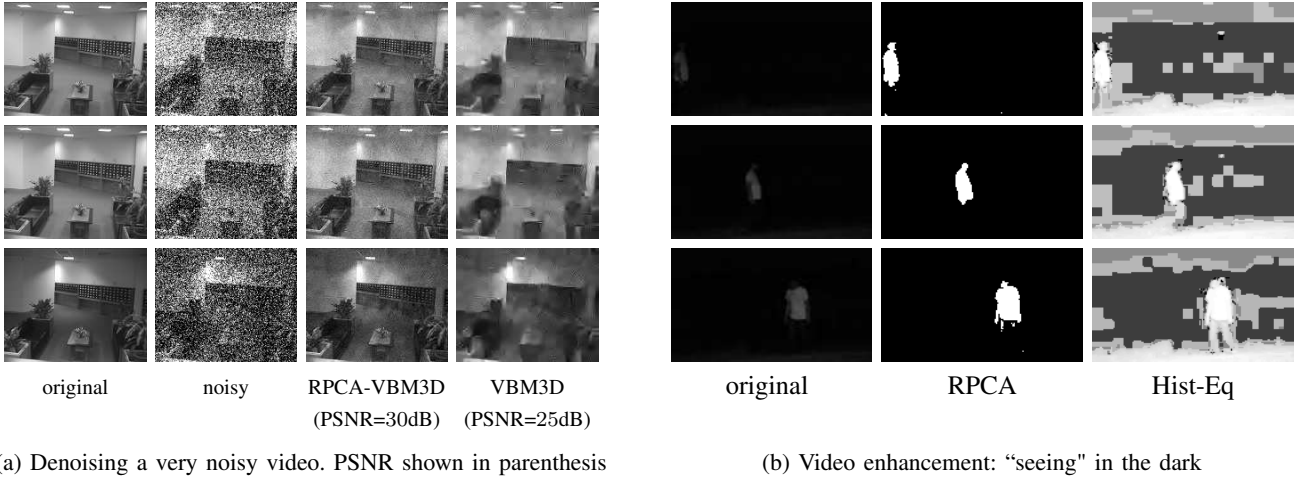 original noisy RPCA-VBM3D VBM3D
(PSNR=30dB) (PSNR=25dB)
(a) Denoising a very noisy video. PSNR shown in parenthesis
original RPCA Hist-Eq
(b) Video enhancement: “seeing" in the dark